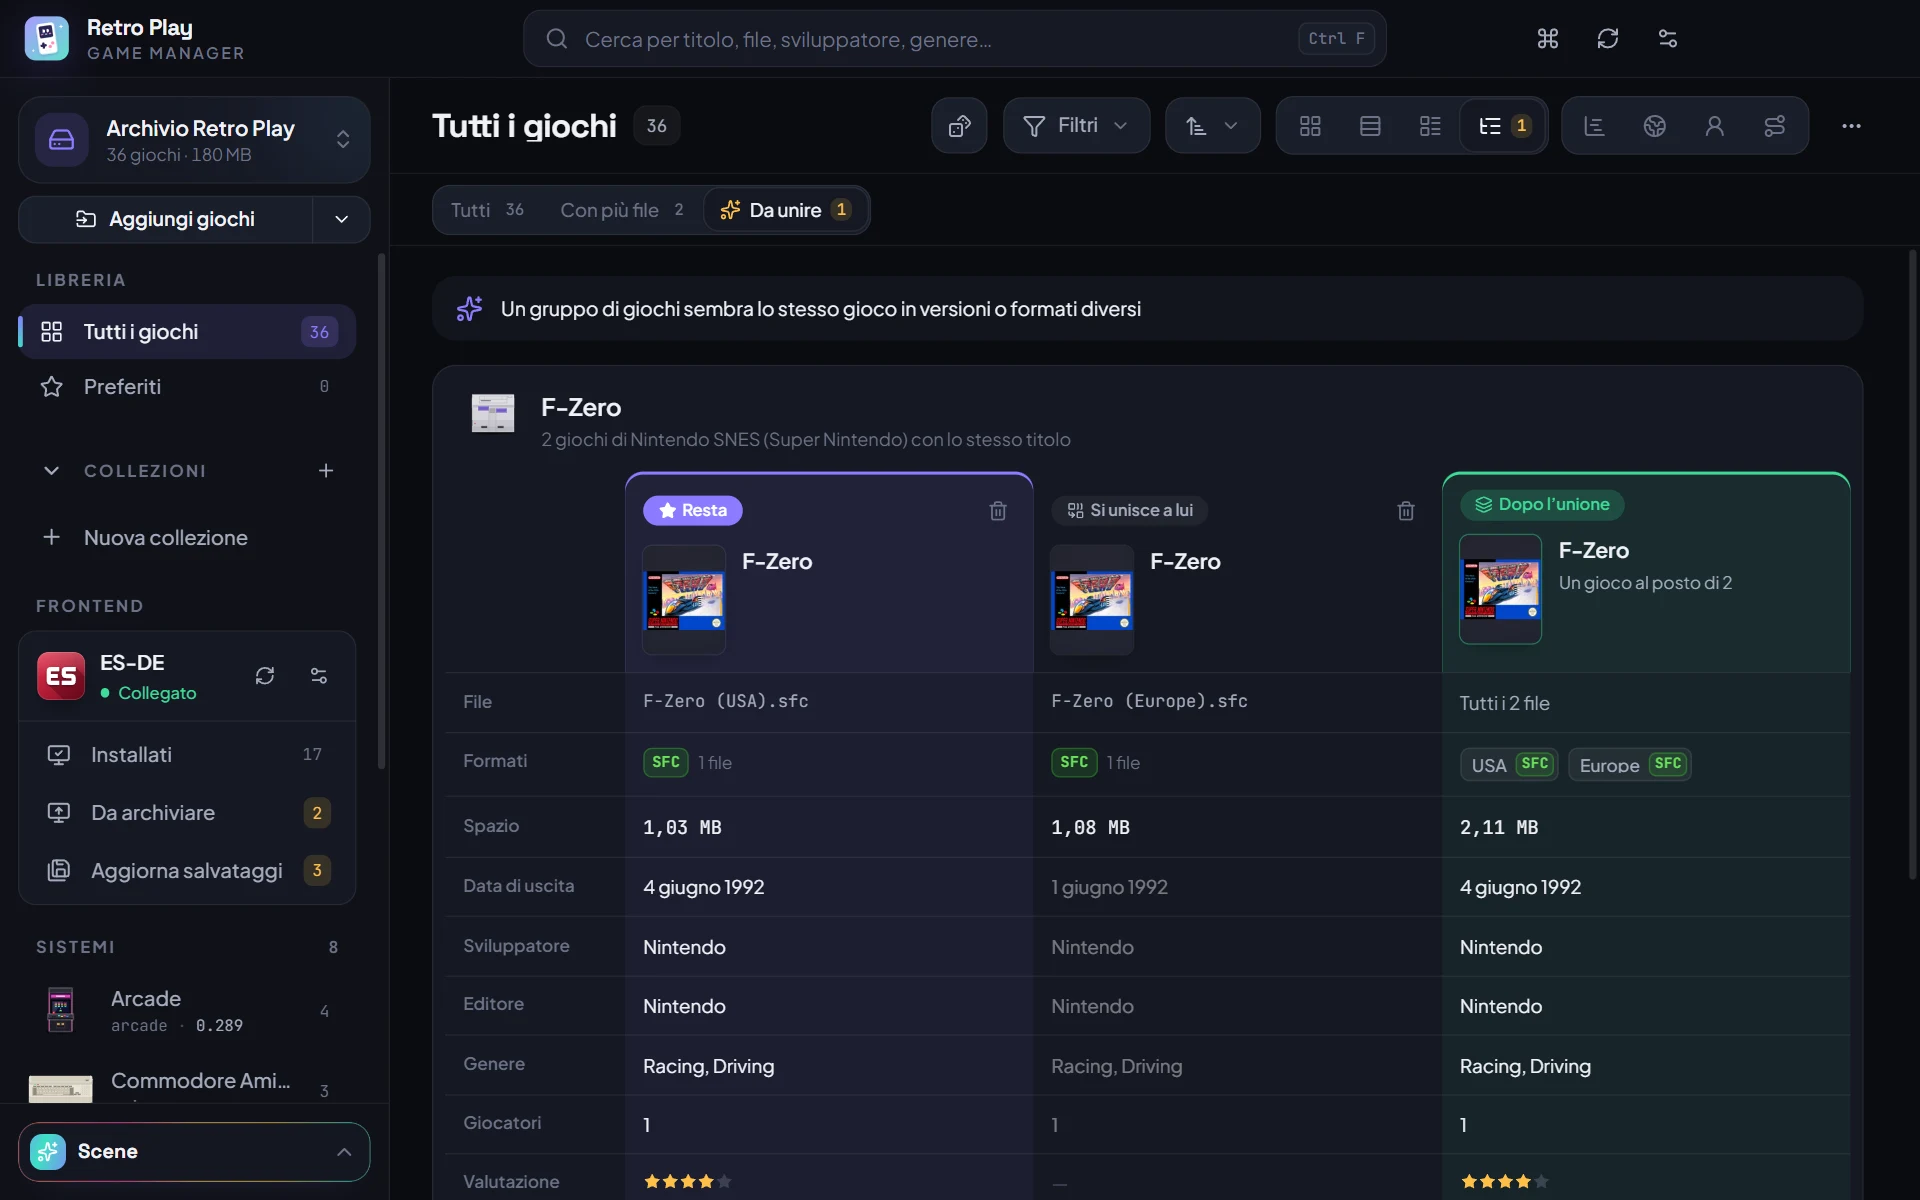 Retro Play
GAME MANAGER
Cerca per titolo, file, sviluppatore, genere...
Ctrl F
Archivio Retro Play
36 giochi · 180 MB
Aggiungi giochi
LIBRERIA
Tutti i giochi 36
Preferiti 0
COLLEZIONI
Nuova collezione
FRONTEND
ES
ES-DE
Collegato
Installati 17
Da archiviare 2
Aggiorna salvataggi 3
SISTEMI 8
Arcade
arcade · 0.289
4
Commodore Ami...
3
Scene
Tutti i giochi 36
Filtri
1
Tutti 36
Con più file 2
Da unire 1
Un gruppo di giochi sembra lo stesso gioco in versioni o formati diversi
F-Zero
2 giochi di Nintendo SNES (Super Nintendo) con lo stesso titolo
Resta
F-Zero
Si unisce a lui
F-Zero
Dopo l'unione
F-Zero
Un gioco al posto di 2
File F-Zero (USA).sfc F-Zero (Europe).sfc Tutti i 2 file
Formati SFC 1 file SFC 1 file USA SFC Europe SFC
Spazio 1,03 MB 1,08 MB 2,11 MB
Data di uscita 4 giugno 1992 1 giugno 1992 4 giugno 1992
Sviluppatore Nintendo Nintendo Nintendo
Editore Nintendo Nintendo Nintendo
Genere Racing, Driving Racing, Driving Racing, Driving
Giocatori 1 1 1
Valutazione —